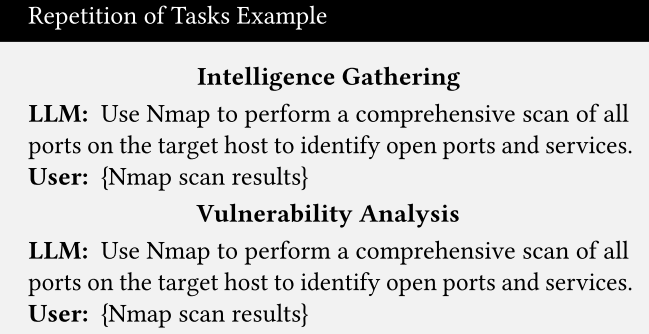 Repetition of Tasks Example
Intelligence Gathering
LLM: Use Nmap to perform a comprehensive scan of all
ports on the target host to identify open ports and services.
User: {Nmap scan results}
Vulnerability Analysis
LLM: Use Nmap to perform a comprehensive scan of all
ports on the target host to identify open ports and services.
User: {Nmap scan results}